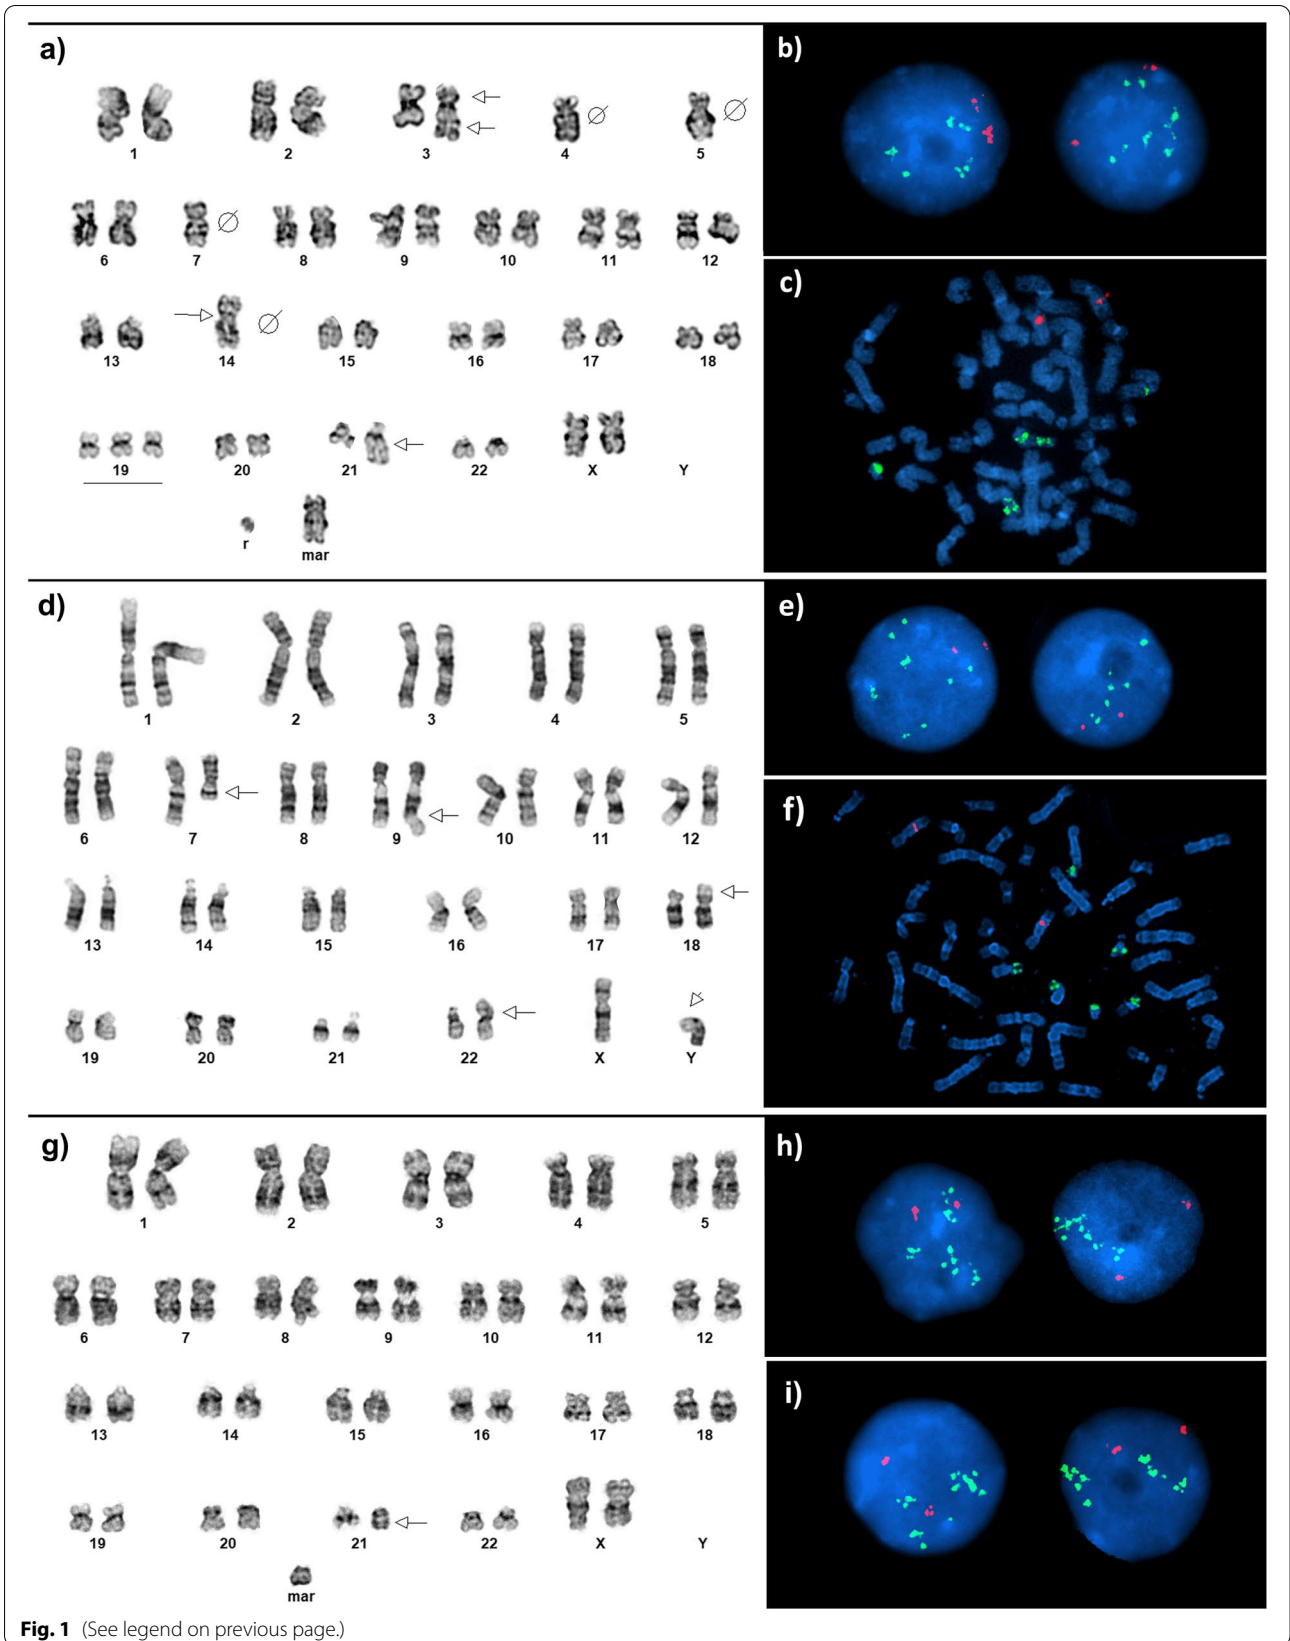 a)
1 2 3 4 5
6 7 8 9 10 11 12
13 14 15 16 17 18
19 20 21 22 X Y
r mar
b)
c)
d)
1 2 3 4 5
6 7 8 9 10 11 12
13 14 15 16 17 18
19 20 21 22 X Y
e)
f)
g)
1 2 3 4 5
6 7 8 9 10 11 12
13 14 15 16 17 18
19 20 21 22 X Y
mar
h)
i)
Fig. 1 (See legend on previous page.)